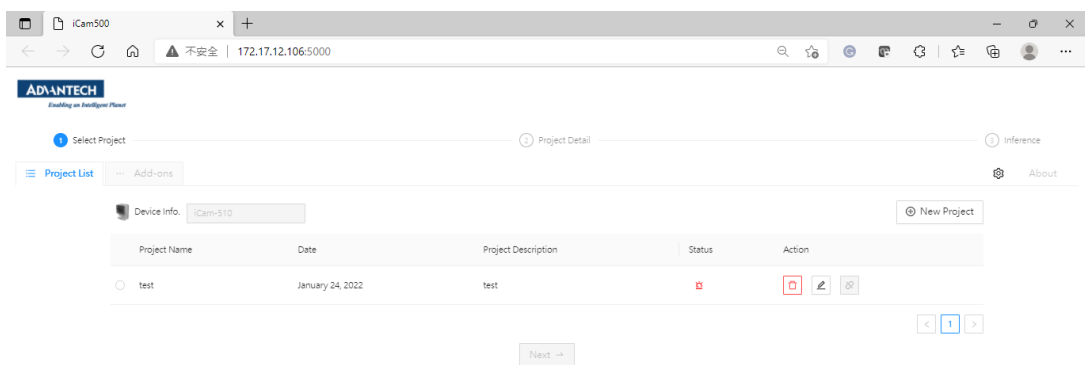 iCam500
不安全 172.17.12.106:5000
ADVANTECH
Enabling an Intelligent Planet
1 Select Project 2 Project Detail 3 Inference
Project List Add-ons About
Device Info. iCam-510 New Project
Project Name Date Project Description Status Action
test January 24, 2022 test
< 1 >
Next →